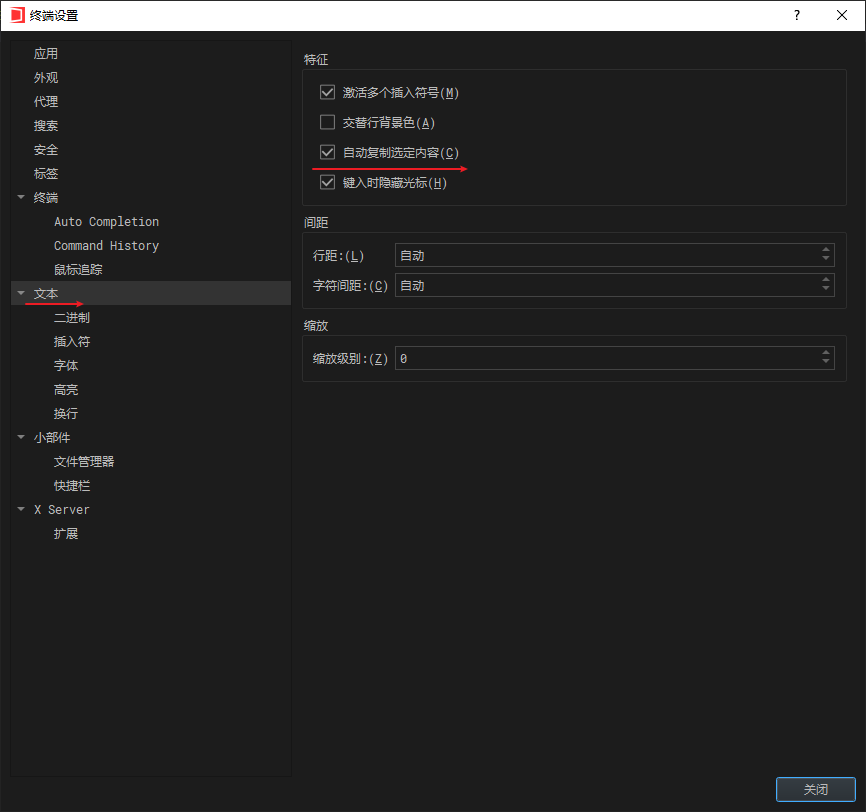 终端设置
?
应用
外观
代理
搜索
安全
标签
终端
Auto Completion
Command History
鼠标追踪
文本
二进制
插入符
字体
高亮
换行
小部件
文件管理器
快捷栏
X Server
扩展
特征
激活多个插入符号(M)
交替行背景色(A)
自动复制选定内容(C)
键入时隐藏光标(H)
间距
行距:(L) 自动
字符间距:(C) 自动
缩放
缩放级别:(Z) 0
关闭